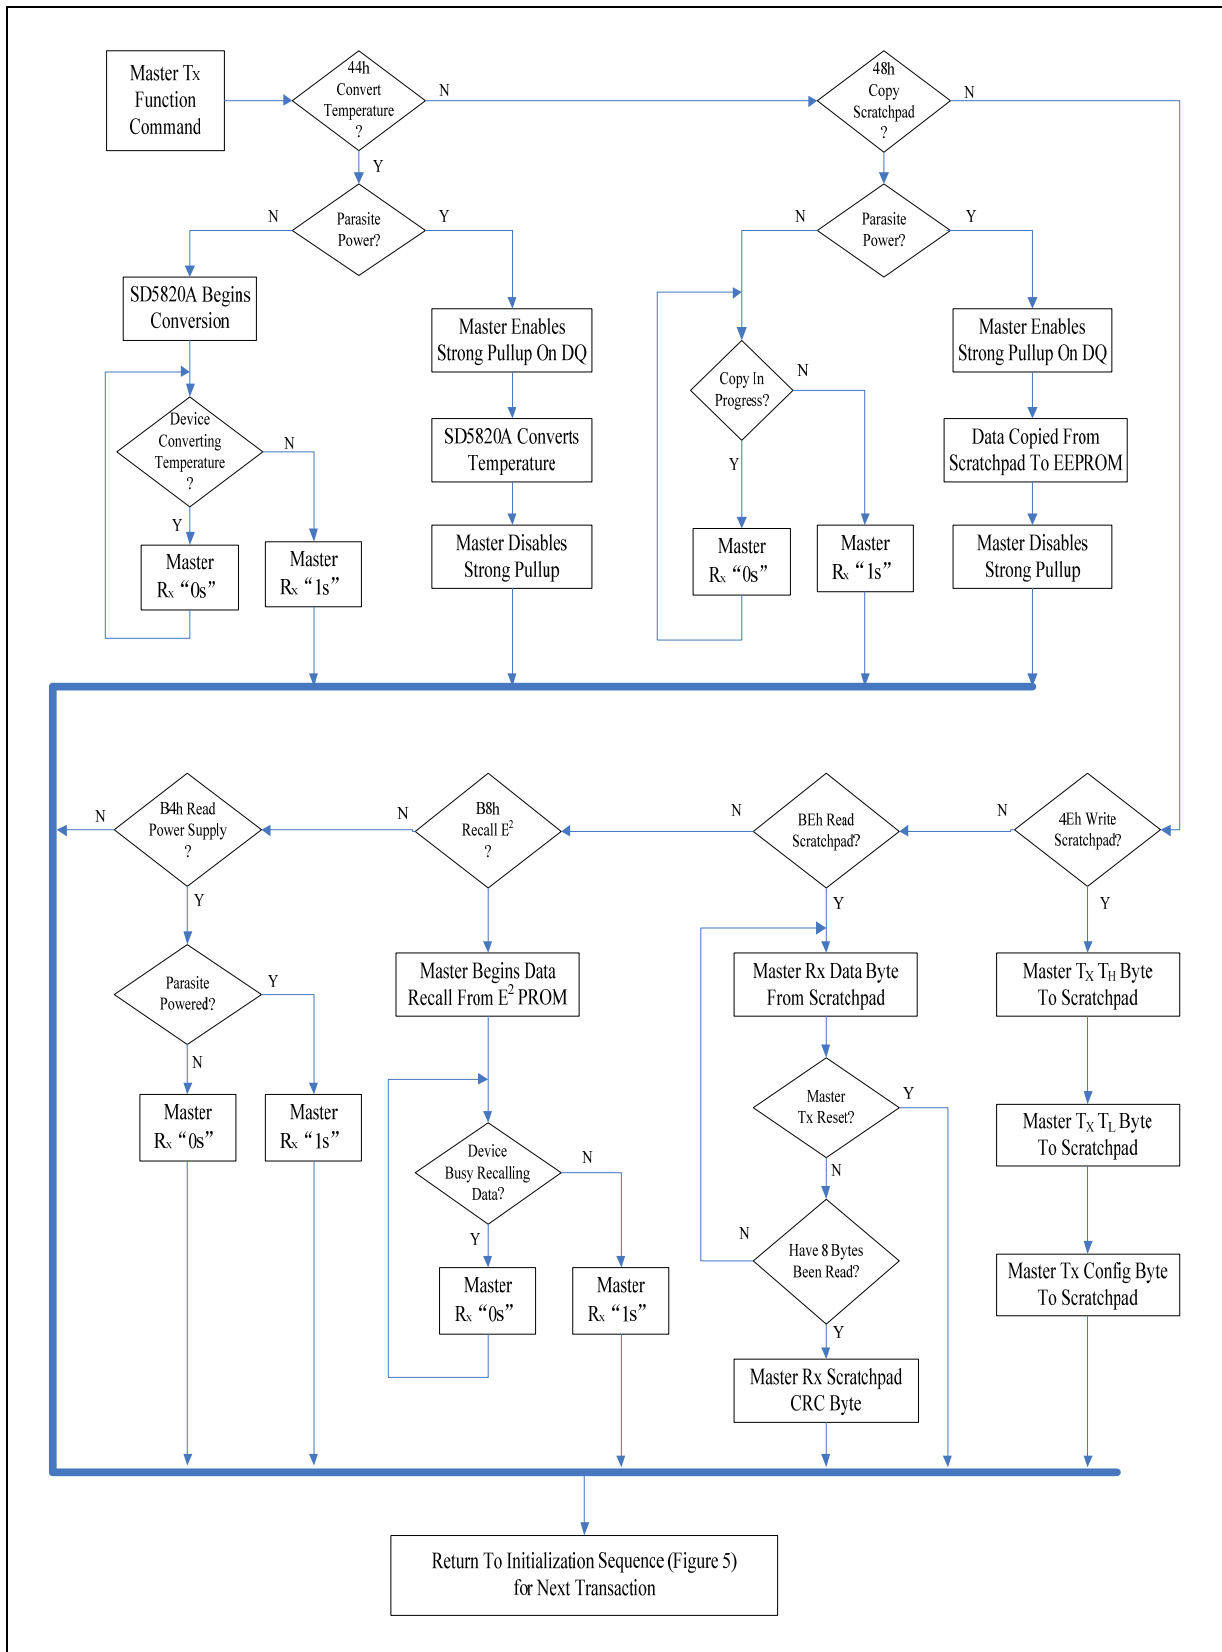 Master Tx
Function
Command
44h
Convert
Temperature
?
N
Y
48h
Copy
Scratchpad
?
N
Parasite
Power?
N
Y
Parasite
Power?
N
Y
SD5820A Begins
Conversion
Master Enables
Strong Pullup On DQ
Master Enables
Strong Pullup On DQ
Device
Converting
Temperature
?
N
Y
SD5820A Converts
Temperature
Copy In
Progress?
N
Y
Data Copied From
Scratchpad To EEPROM
Master
Rx “0s”
Master
Rx “1s”
Master Disables
Strong Pullup
Master
Rx “0s”
Master
Rx “1s”
Master Disables
Strong Pullup
B4h Read
Power Supply
?
N
Y
B8h
Recall E²
?
N
BEh Read
Scratchpad?
N
Y
4Eh Write
Scratchpad?
N
Y
Parasite
Powered?
Y
N
Master Begins Data
Recall From E² PROM
Master Rx Data Byte
From Scratchpad
Master TX TH Byte
To Scratchpad
Master
Rx “0s”
Master
Rx “1s”
Device
Busy Recalling
Data?
N
Y
Master
Tx Reset?
Y
N
Master TX TL Byte
To Scratchpad
Master
Rx “0s”
Master
Rx “1s”
Have 8 Bytes
Been Read?
N
Y
Master Tx Config Byte
To Scratchpad
Master Rx Scratchpad
CRC Byte
Return To Initialization Sequence (Figure 5)
for Next Transaction